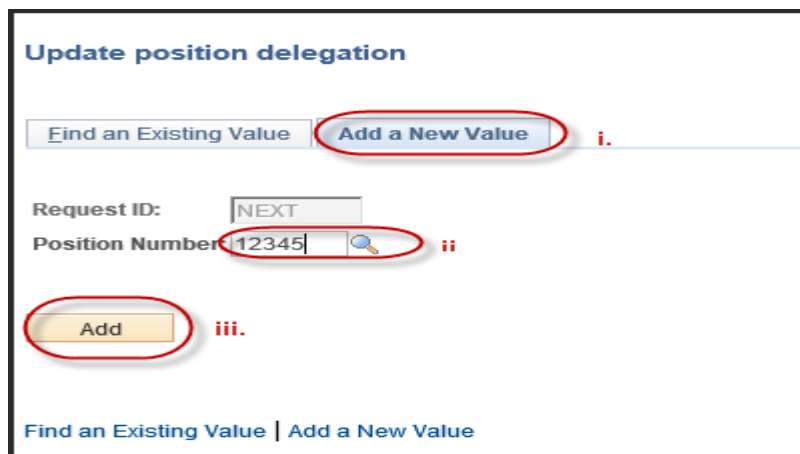 Update position delegation
Find an Existing Value Add a New Value i.
Request ID: NEXT
Position Number: 12345 ii
Add iii.
Find an Existing Value | Add a New Value